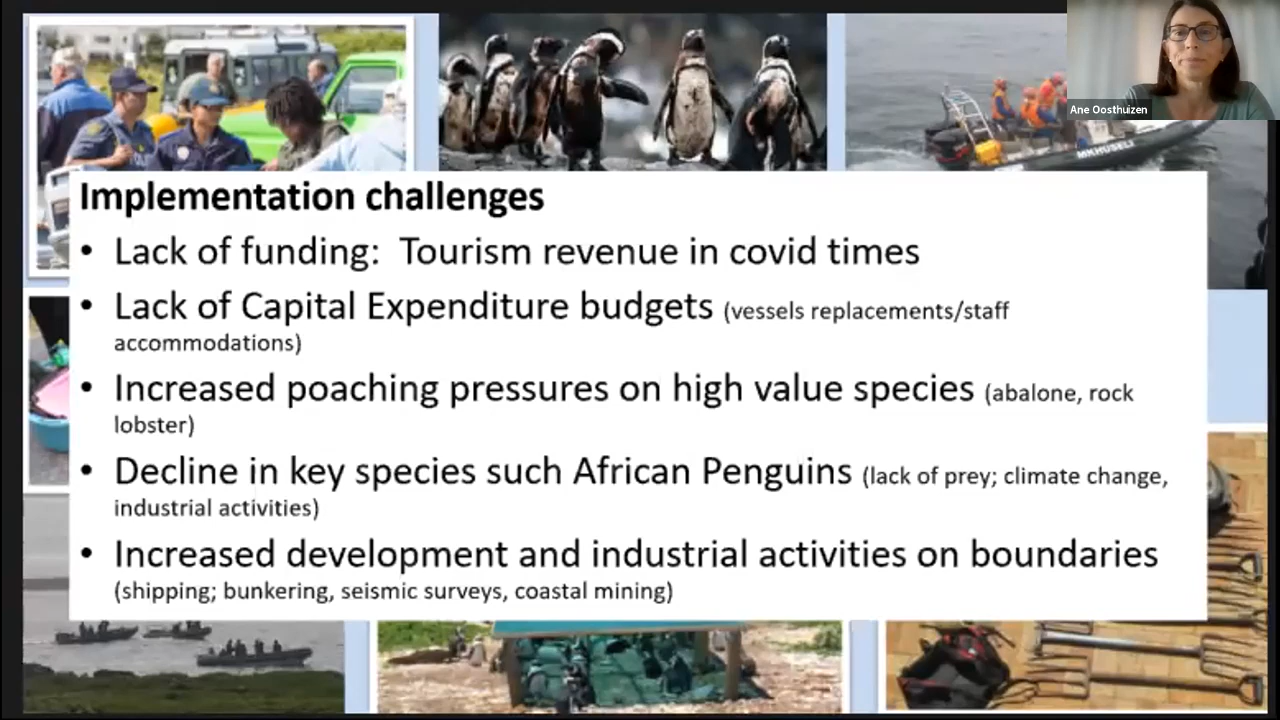 Ane Oosthuizen
MKHUSELI
Implementation challenges
• Lack of funding:  Tourism revenue in covid times
• Lack of Capital Expenditure budgets (vessels replacements/staff
accommodations)
• Increased poaching pressures on high value species (abalone, rock
lobster)
• Decline in key species such African Penguins (lack of prey; climate change,
industrial activities)
• Increased development and industrial activities on boundaries
(shipping; bunkering, seismic surveys, coastal mining)